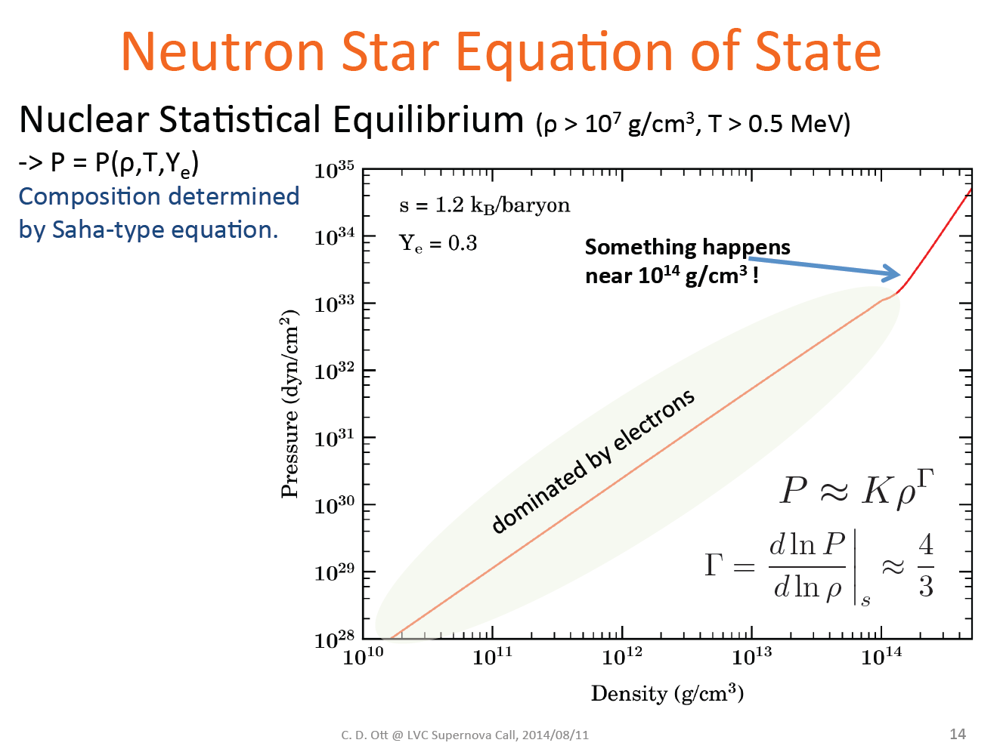 Neutron Star Equation of State
Nuclear Statistical Equilibrium (ρ > 10⁷ g/cm³, T > 0.5 MeV)
-> P = P(ρ,T,Yₑ)
Composition determined
by Saha-type equation.
10³⁵
10³⁴
10³³
10³²
10³¹
10³⁰
10²⁹
10²⁸
Pressure (dyn/cm²)
s = 1.2 k_B/baryon
Yₑ = 0.3
Something happens
near 10¹⁴ g/cm³ !
dominated by electrons
P ≈ Kρ^Γ
Γ = d ln P / d ln ρ |_s ≈ 4/3
10¹⁰ 10¹¹ 10¹² 10¹³ 10¹⁴
Density (g/cm³)
C. D. Ott @ LVC Supernova Call, 2014/08/11
14